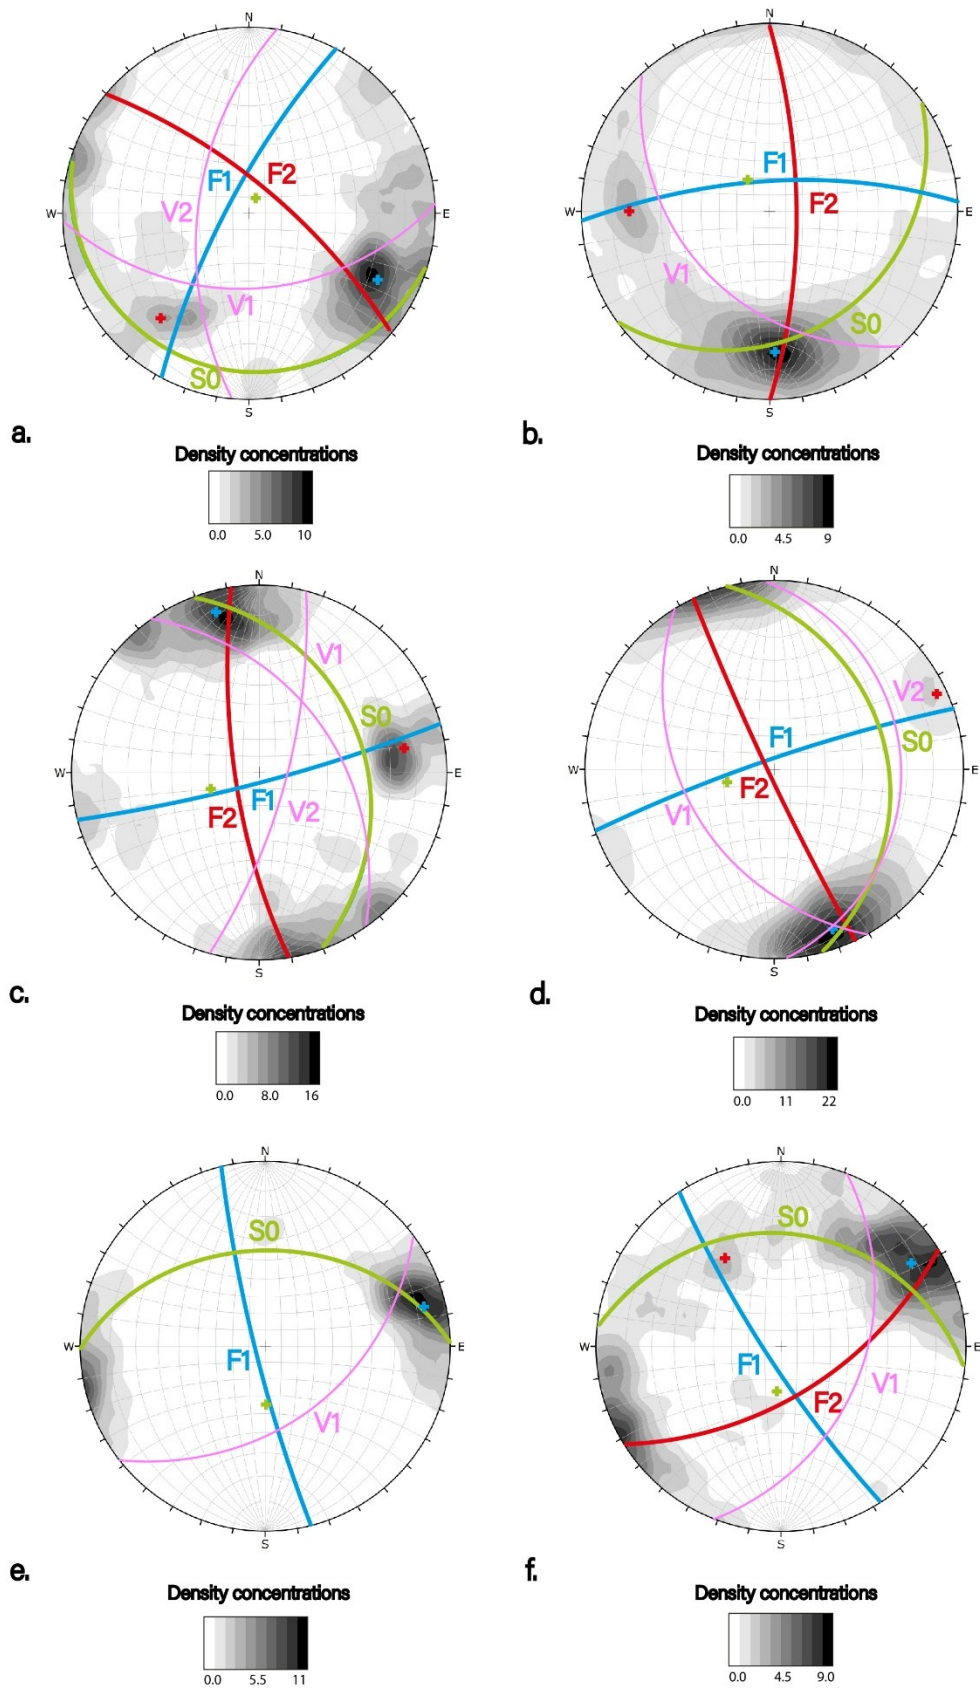 N
N
F1
F2
V2
W
E
V1
S0
S
F1
F2
W
E
V1
S0
S
a.
b.
Density concentrations
0.0 5.0 10
Density concentrations
0.0 4.5 9
N
V1
S0
W
E
F2
F1
V2
S
N
V2
S0
F1
W
E
F2
V1
S
c.
d.
Density concentrations
0.0 8.0 16
Density concentrations
0.0 11 22
N
S0
W
E
F1
V1
S
N
S0
W
E
F1
V1
F2
S
e.
f.
Density concentrations
0.0 5.5 11
Density concentrations
0.0 4.5 9.0